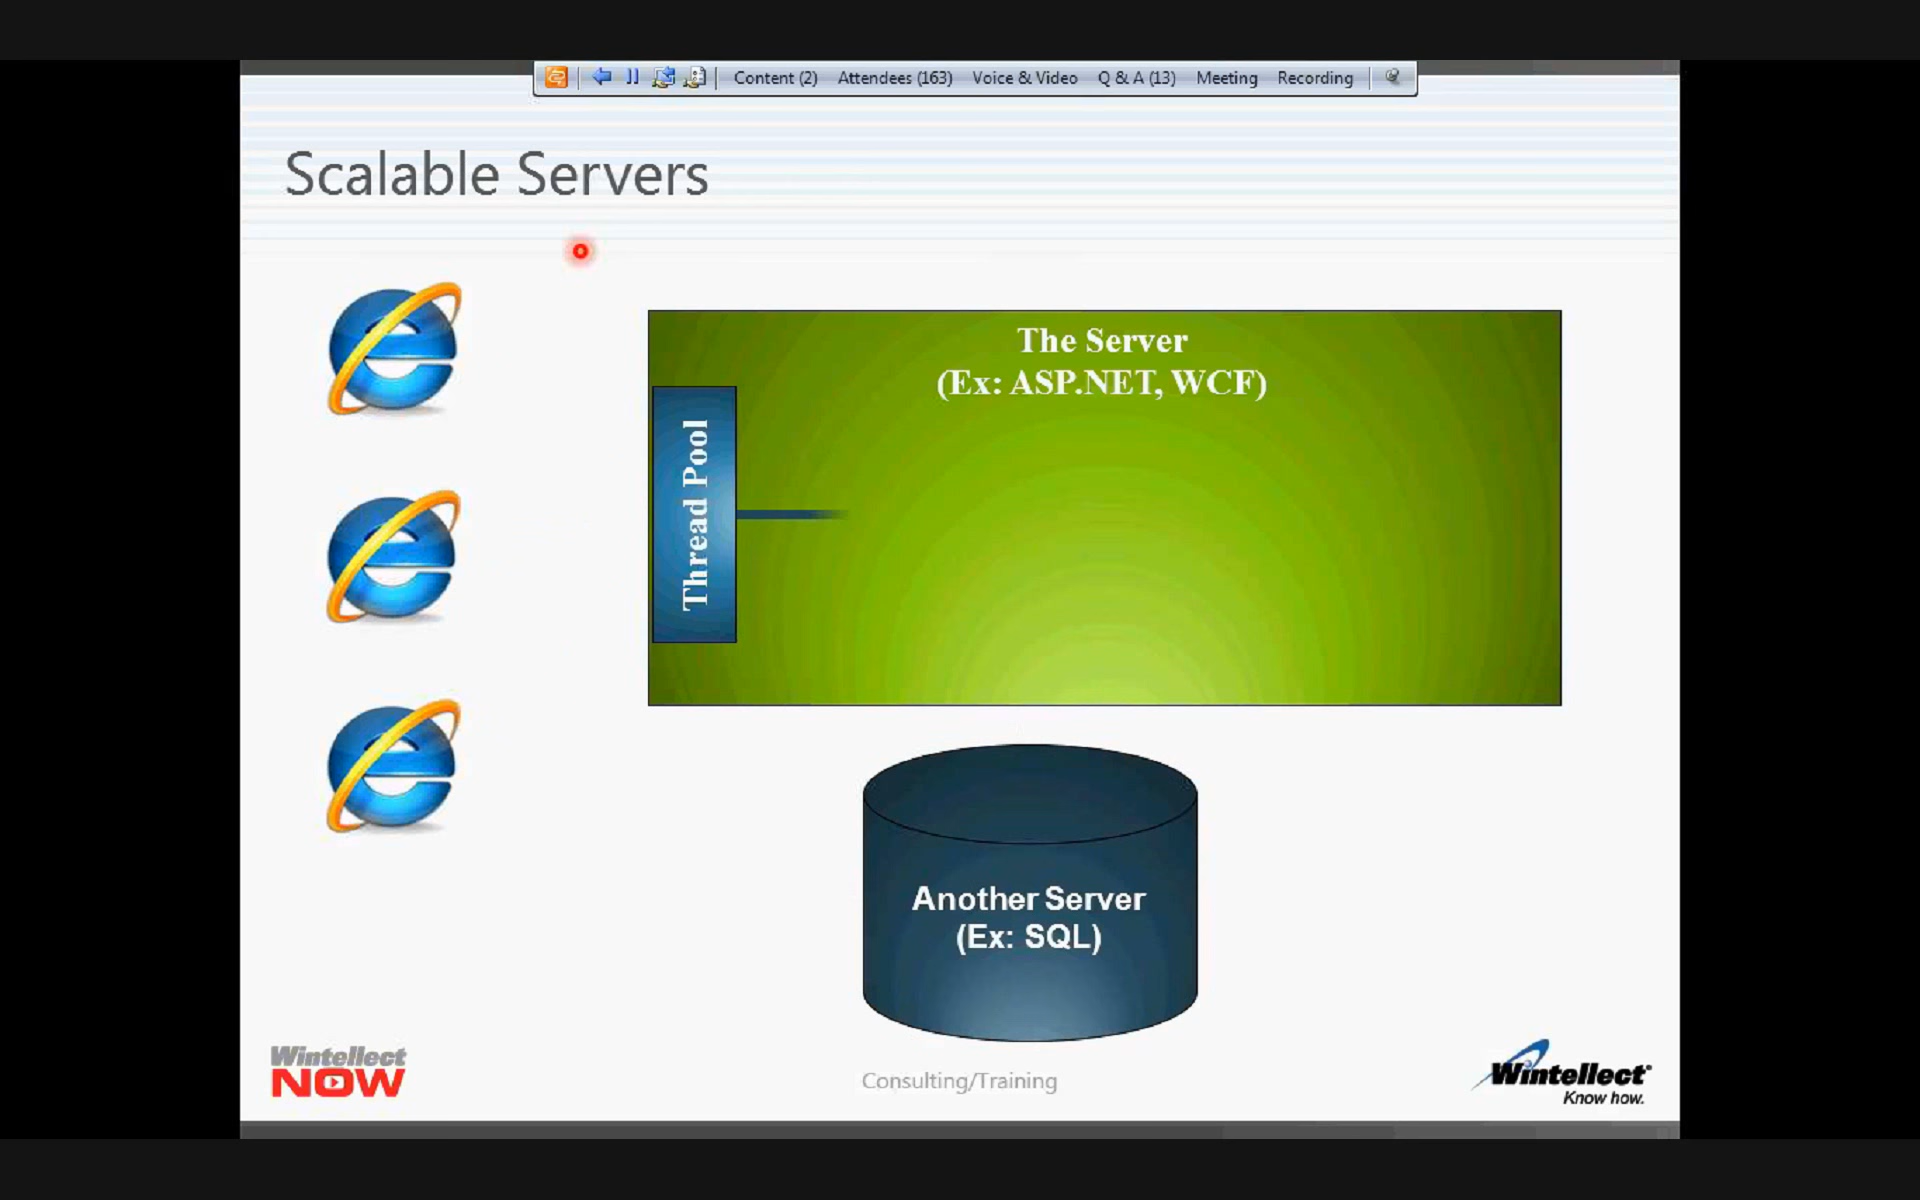 Content (2) Attendees (163) Voice & Video Q & A (13) Meeting Recording
Scalable Servers
The Server
(Ex: ASP.NET, WCF)
Thread Pool
Another Server
(Ex: SQL)
Wintellect
NOW
Consulting/Training
Wintellect
Know how.